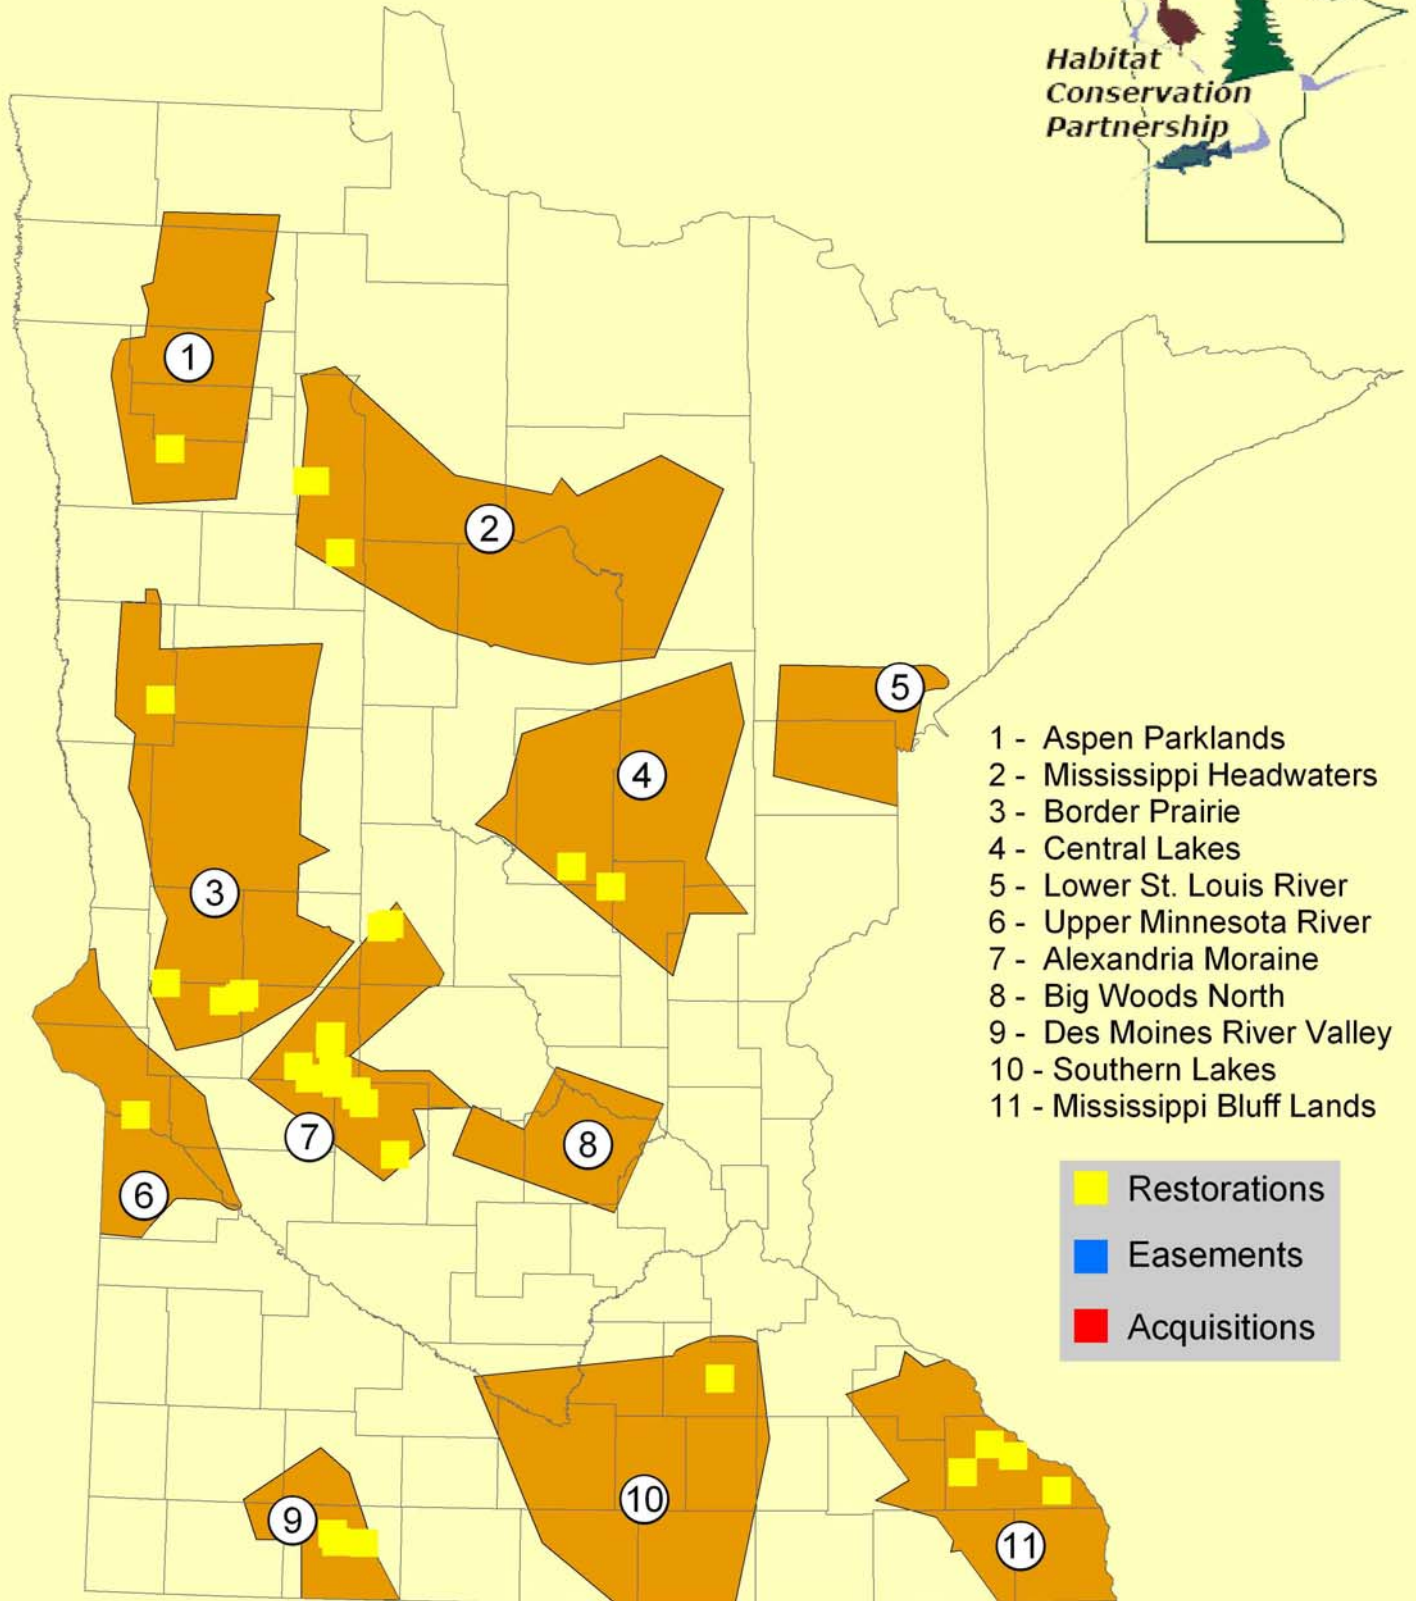 Habitat
Conservation
Partnership
1
2
5
4
3
1 - Aspen Parklands
2 - Mississippi Headwaters
3 - Border Prairie
4 - Central Lakes
5 - Lower St. Louis River
6 - Upper Minnesota River
7 - Alexandria Moraine
8 - Big Woods North
9 - Des Moines River Valley
10 - Southern Lakes
11 - Mississippi Bluff Lands
7
8
6
Restorations
Easements
Acquisitions
10
9
11